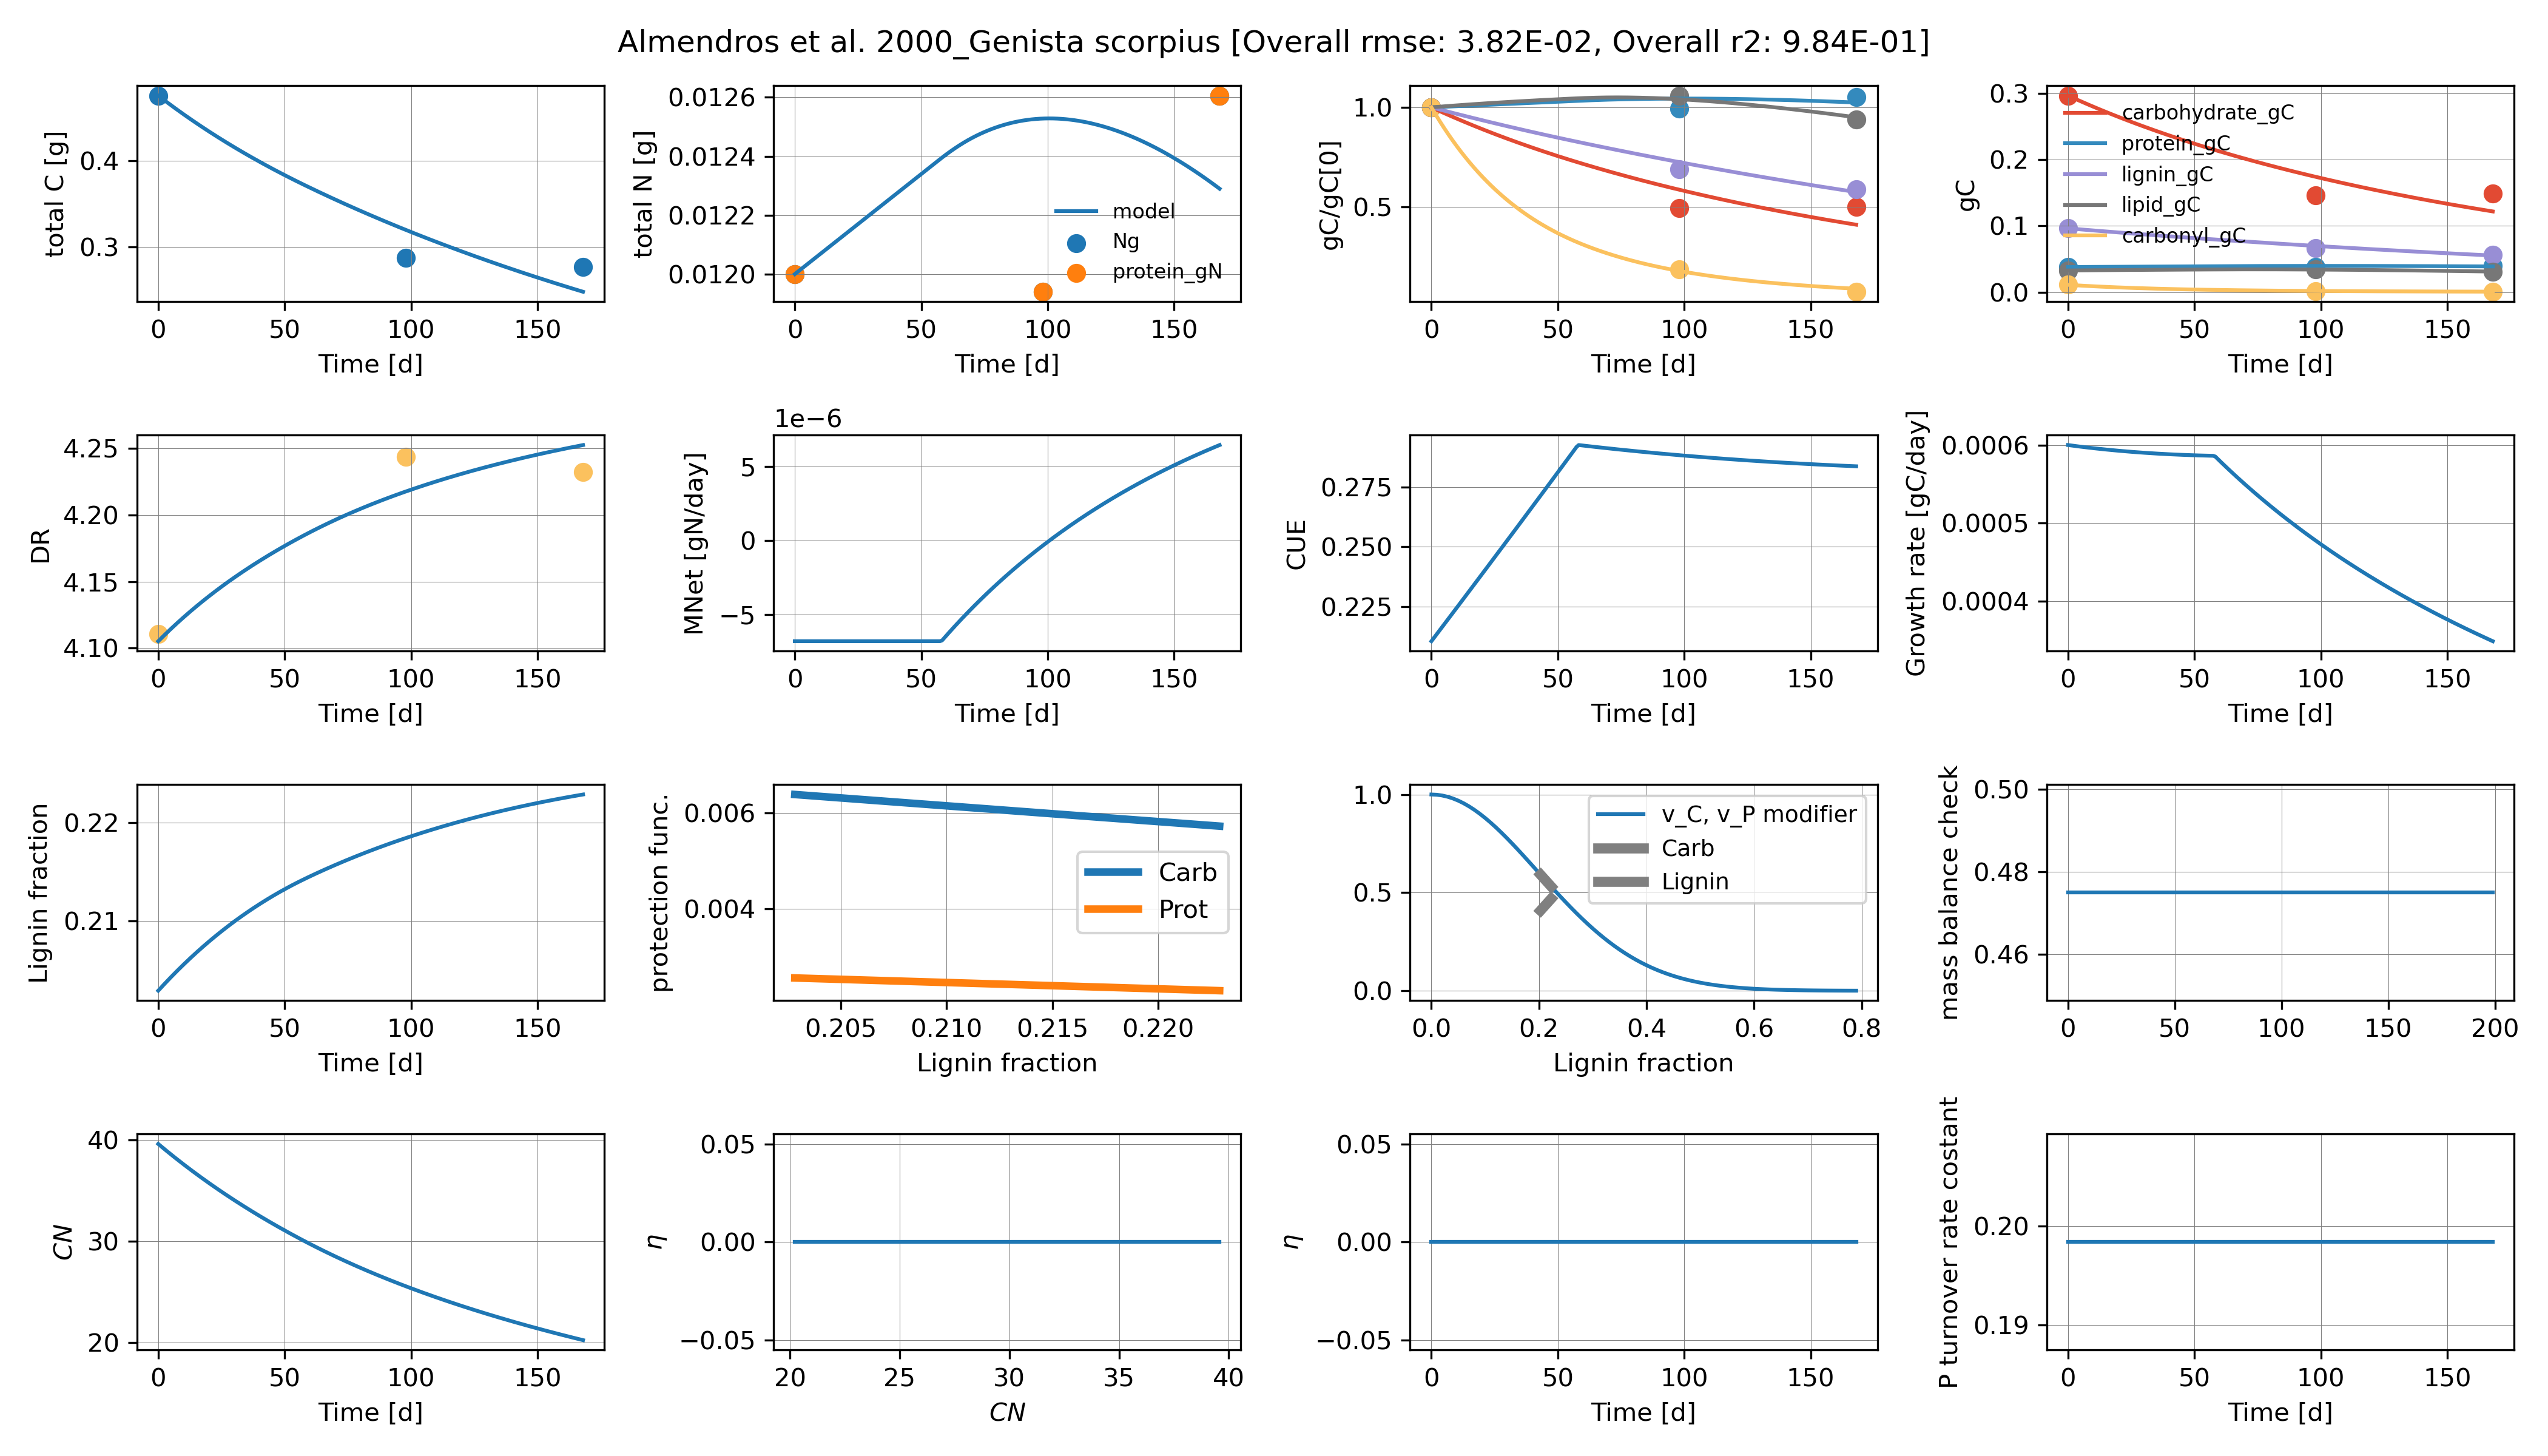 Almendros et al. 2000_Genista scorpius [Overall rmse: 3.82E-02, Overall r2: 9.84E-01]
total C [g]
0.4
0.3
0 50 100 150
Time [d]
total N [g]
0.0126
0.0124
0.0122
0.0120
model
Ng
protein_gN
0 50 100 150
Time [d]
gC/gC[0]
1.0
0.5
0 50 100 150
Time [d]
gC
0.3
0.2
0.1
0.0
carbohydrate_gC
protein_gC
lignin_gC
lipid_gC
carbonyl_gC
0 50 100 150
Time [d]
DR
4.25
4.20
4.15
4.10
0 50 100 150
Time [d]
1e−6
MNet [gN/day]
5
0
−5
0 50 100 150
Time [d]
CUE
0.275
0.250
0.225
0 50 100 150
Time [d]
Growth rate [gC/day]
0.0006
0.0005
0.0004
0 50 100 150
Time [d]
Lignin fraction
0.22
0.21
0 50 100 150
Time [d]
protection func.
0.006
0.004
Carb
Prot
0.205 0.210 0.215 0.220
Lignin fraction
1.0
0.5
0.0
v_C, v_P modifier
Carb
Lignin
0.0 0.2 0.4 0.6 0.8
Lignin fraction
mass balance check
0.50
0.48
0.46
0 50 100 150 200
CN
40
30
20
0 50 100 150
Time [d]
η
0.05
0.00
−0.05
20 25 30 35 40
CN
η
0.05
0.00
−0.05
0 50 100 150
Time [d]
P turnover rate costant
0.20
0.19
0 50 100 150
Time [d]